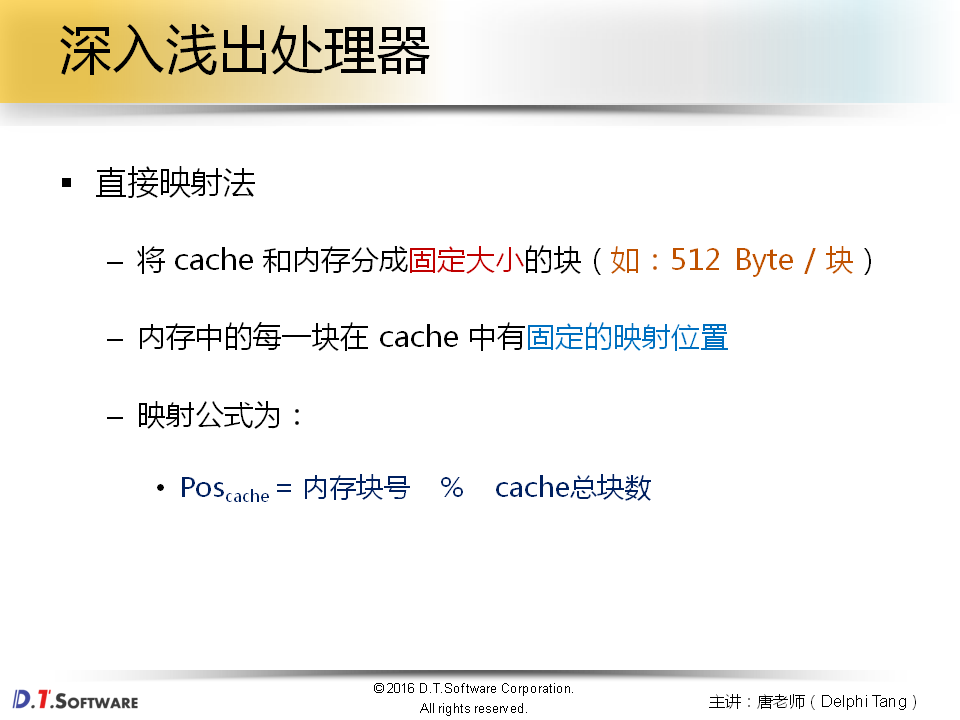 深入浅出处理器
▪ 直接映射法
– 将 cache 和内存分成固定大小的块（如：512 Byte / 块）
– 内存中的每一块在 cache 中有固定的映射位置
– 映射公式为：
• Poscache = 内存块号 % cache总块数
D.T.SOFTWARE
©2016 D.T.Software Corporation.
All rights reserved.
主讲：唐老师（Delphi Tang）